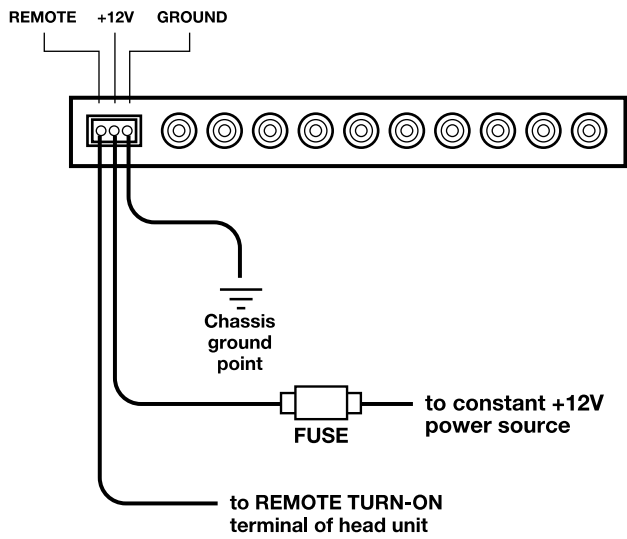 REMOTE +12V GROUND
Chassis
ground
point
FUSE
to constant +12V
power source
to REMOTE TURN-ON
terminal of head unit